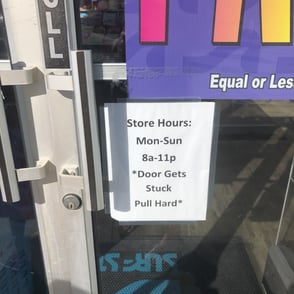 Equal or Les
Store Hours:
Mon-Sun
8a-11p
*Door Gets
Stuck
Pull Hard*